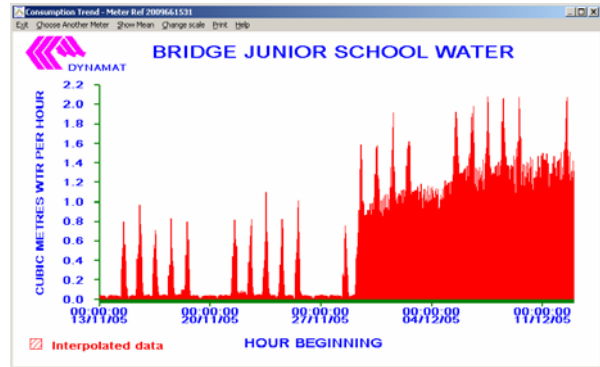 Consumption Trend - Meter Ref 2009661531
Exit Choose Another Meter Show Mean Change scale Print Help
DYNAMAT
BRIDGE JUNIOR SCHOOL WATER
CUBIC METRES WTR PER HOUR
2.2
2.0
1.8
1.6
1.4
1.2
1.0
0.8
0.6
0.4
0.2
0.0
00:00:00 00:00:00 00:00:00 00:00:00 00:00:00
13/11/05 20/11/05 27/11/05 04/12/05 11/12/05
Interpolated data
HOUR BEGINNING